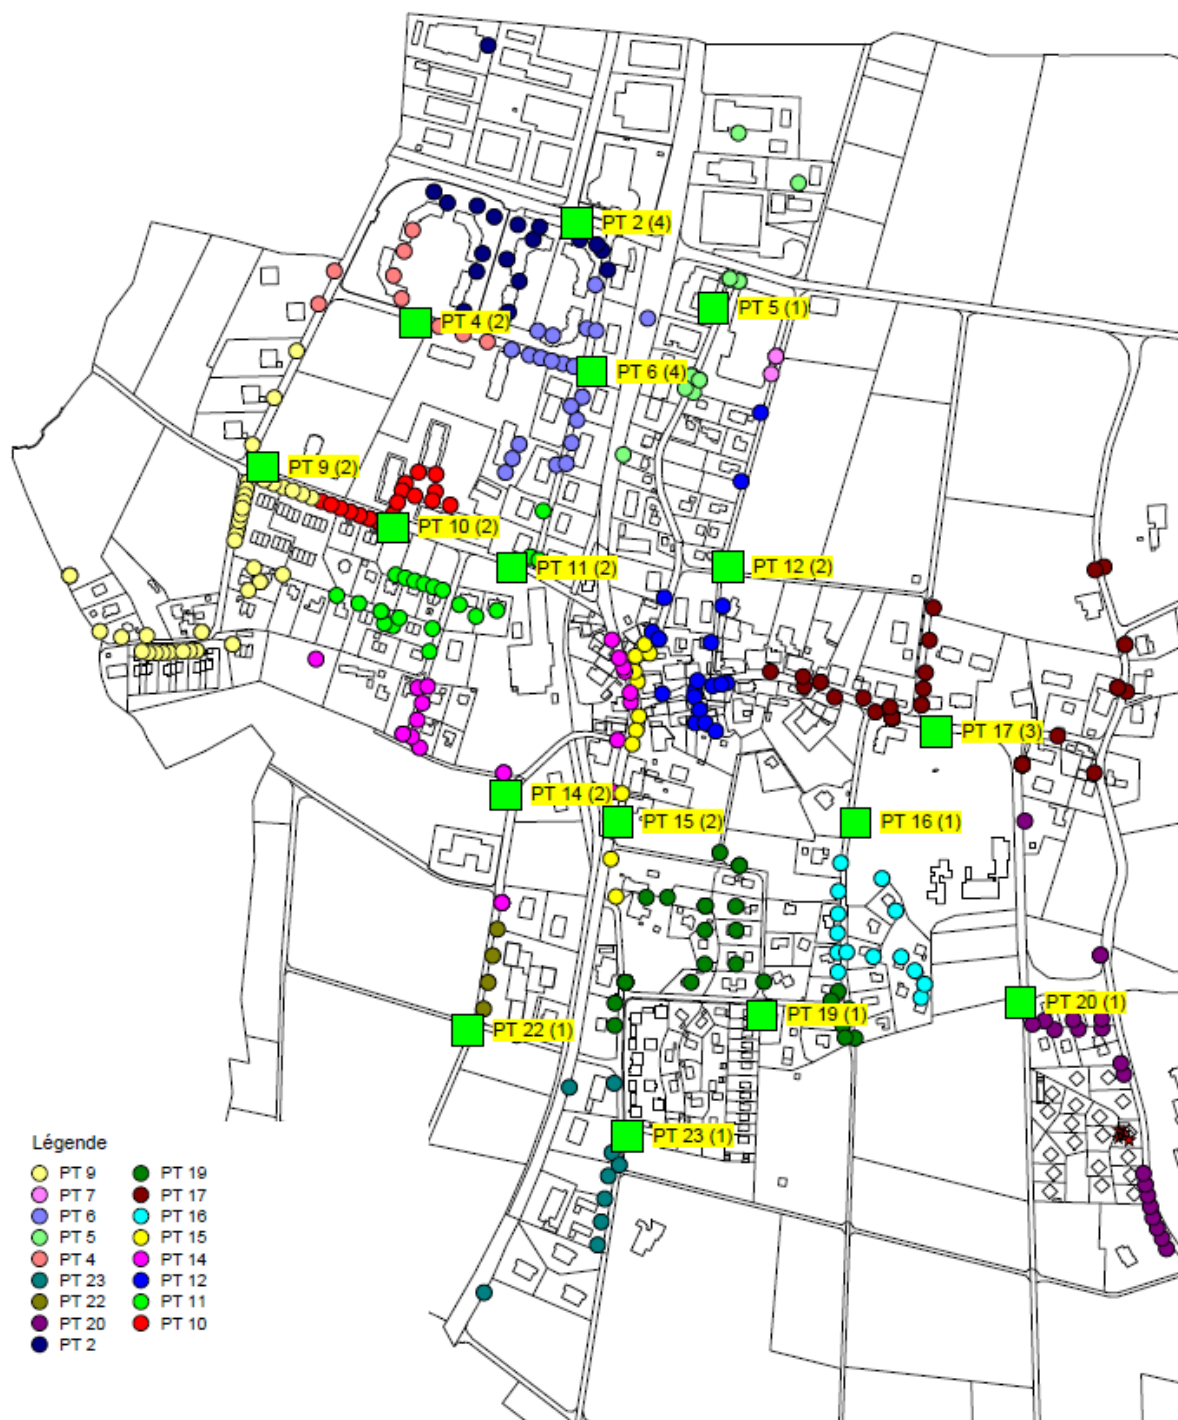 PT 2 (4)
PT 5 (1)
PT 4 (2)
PT 6 (4)
PT 9 (2)
PT 10 (2)
PT 11 (2)
PT 12 (2)
PT 17 (3)
PT 14 (2)
PT 15 (2)
PT 16 (1)
PT 20 (1)
PT 19 (1)
PT 22 (1)
PT 23 (1)
Légende
PT 9 PT 19
PT 7 PT 17
PT 6 PT 16
PT 5 PT 15
PT 4 PT 14
PT 23 PT 12
PT 22 PT 11
PT 20 PT 10
PT 2